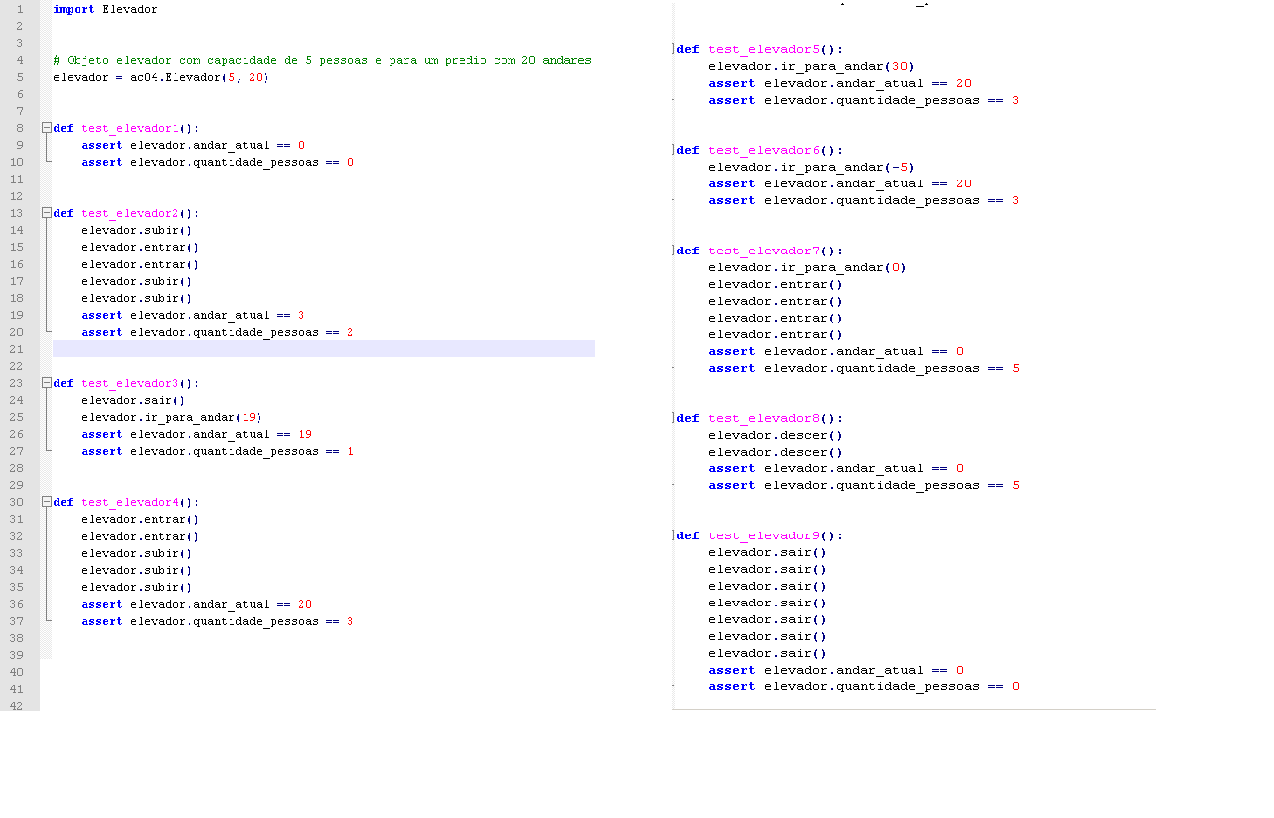 1 import Elevador
2
3
4 # Objeto elevador com capacidade de 5 pessoas e para um predio com 20 andares
5 elevador = ac04.Elevador(5, 20)
6
7
8 def test_elevador1():
9     assert elevador.andar_atual == 0
10     assert elevador.quantidade_pessoas == 0
11
12
13 def test_elevador2():
14     elevador.subir()
15     elevador.entrar()
16     elevador.entrar()
17     elevador.subir()
18     elevador.subir()
19     assert elevador.andar_atual == 3
20     assert elevador.quantidade_pessoas == 2
21
22
23 def test_elevador3():
24     elevador.sair()
25     elevador.ir_para_andar(19)
26     assert elevador.andar_atual == 19
27     assert elevador.quantidade_pessoas == 1
28
29
30 def test_elevador4():
31     elevador.entrar()
32     elevador.entrar()
33     elevador.subir()
34     elevador.subir()
35     elevador.subir()
36     assert elevador.andar_atual == 20
37     assert elevador.quantidade_pessoas == 3
38
39
40
41
42
def test_elevador5():
    elevador.ir_para_andar(30)
    assert elevador.andar_atual == 20
    assert elevador.quantidade_pessoas == 3
def test_elevador6():
    elevador.ir_para_andar(-5)
    assert elevador.andar_atual == 20
    assert elevador.quantidade_pessoas == 3
def test_elevador7():
    elevador.ir_para_andar(0)
    elevador.entrar()
    elevador.entrar()
    elevador.entrar()
    elevador.entrar()
    assert elevador.andar_atual == 0
    assert elevador.quantidade_pessoas == 5
def test_elevador8():
    elevador.descer()
    elevador.descer()
    assert elevador.andar_atual == 0
    assert elevador.quantidade_pessoas == 5
def test_elevador9():
    elevador.sair()
    elevador.sair()
    elevador.sair()
    elevador.sair()
    elevador.sair()
    elevador.sair()
    elevador.sair()
    assert elevador.andar_atual == 0
    assert elevador.quantidade_pessoas == 0